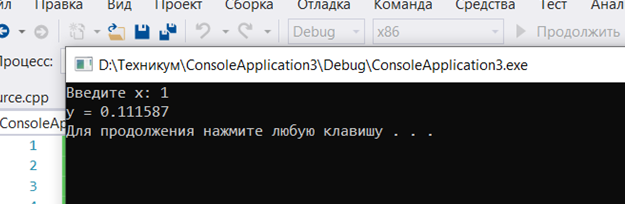 Правка Вид Проект Сборка Отладка Команда Средства Тест
Debug x86 Продолжить
D:\Техникум\ConsoleApplication3\Debug\ConsoleApplication3.exe
Введите x: 1
y = 0.111587
Для продолжения нажмите любую клавишу . . .
1
2
3
4